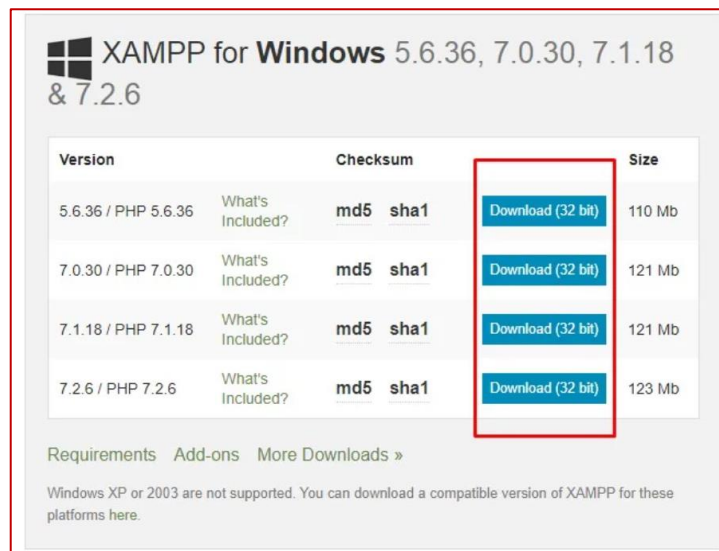 XAMPP for Windows 5.6.36, 7.0.30, 7.1.18
& 7.2.6
Version Checksum Size
5.6.36 / PHP 5.6.36 What's Included? md5 sha1 Download (32 bit) 110 Mb
7.0.30 / PHP 7.0.30 What's Included? md5 sha1 Download (32 bit) 121 Mb
7.1.18 / PHP 7.1.18 What's Included? md5 sha1 Download (32 bit) 121 Mb
7.2.6 / PHP 7.2.6 What's Included? md5 sha1 Download (32 bit) 123 Mb
Requirements Add-ons More Downloads »
Windows XP or 2003 are not supported. You can download a compatible version of XAMPP for these
platforms here.